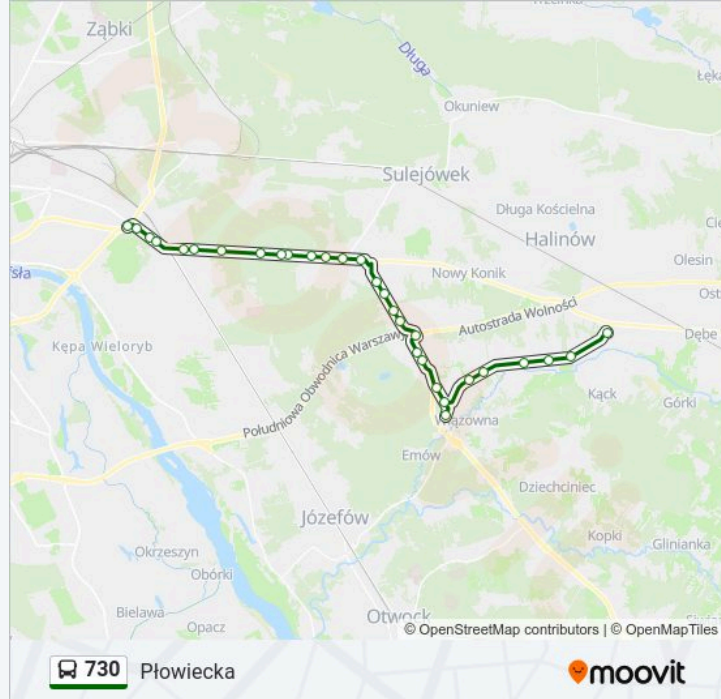 Ząbki
Długa
Okuniew
Sulejówek
Długa Kościelna
Halinów
Olesin
Nowy Konik
Autostrada Wolności
Dębe
Kępa Wieloryb
Południowa Obwodnica Warszawy
Kąck
Górki
Emów
Dziechciniec
Józefów
Kopki
Glinianka
Okrzeszyn
Obórki
Bielawa
Opacz
Otwock
© OpenStreetMap contributors | © OpenMapTiles
730 Płowiecka
moovit